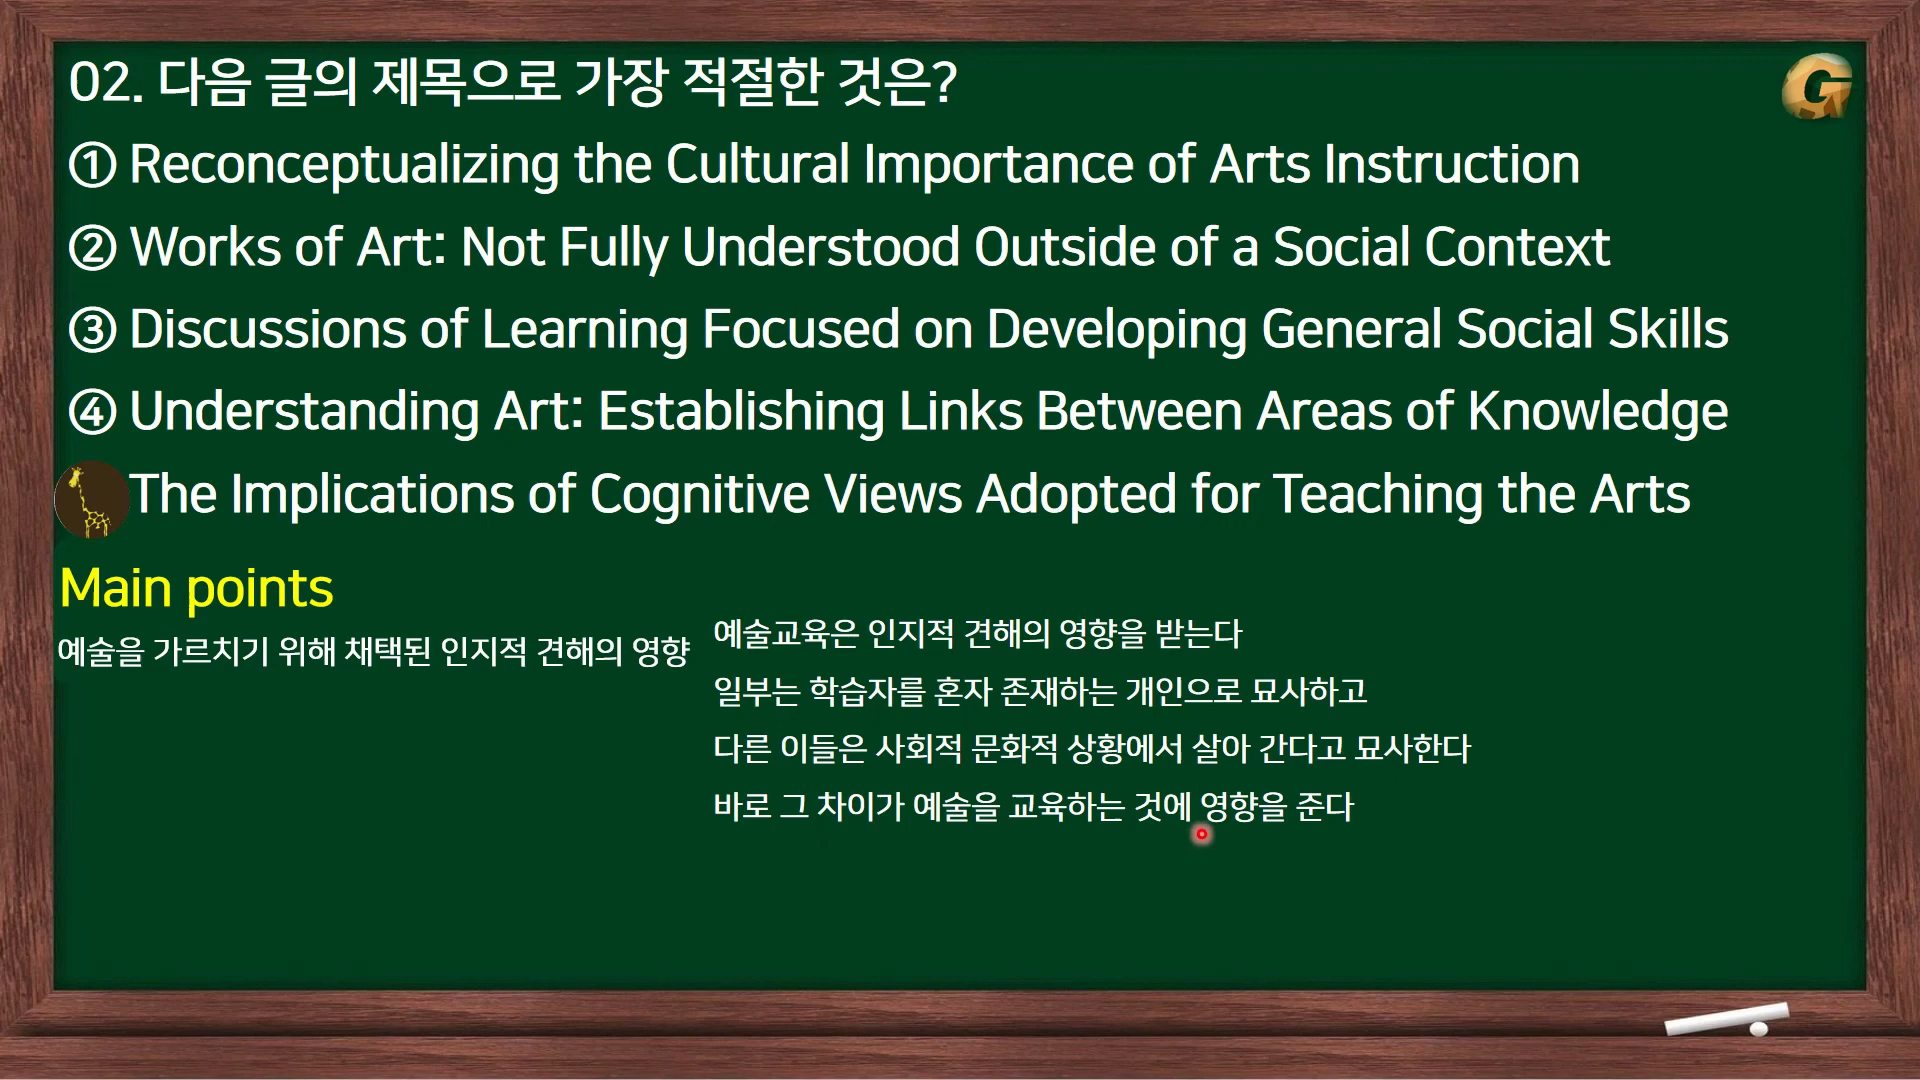 02. 다음 글의 제목으로 가장 적절한 것은?
① Reconceptualizing the Cultural Importance of Arts Instruction
② Works of Art: Not Fully Understood Outside of a Social Context
③ Discussions of Learning Focused on Developing General Social Skills
④ Understanding Art: Establishing Links Between Areas of Knowledge
The Implications of Cognitive Views Adopted for Teaching the Arts
Main points
예술을 가르치기 위해 채택된 인지적 견해의 영향
예술교육은 인지적 견해의 영향을 받는다
일부는 학습자를 혼자 존재하는 개인으로 묘사하고
다른 이들은 사회적 문화적 상황에서 살아 간다고 묘사한다
바로 그 차이가 예술을 교육하는 것에 영향을 준다